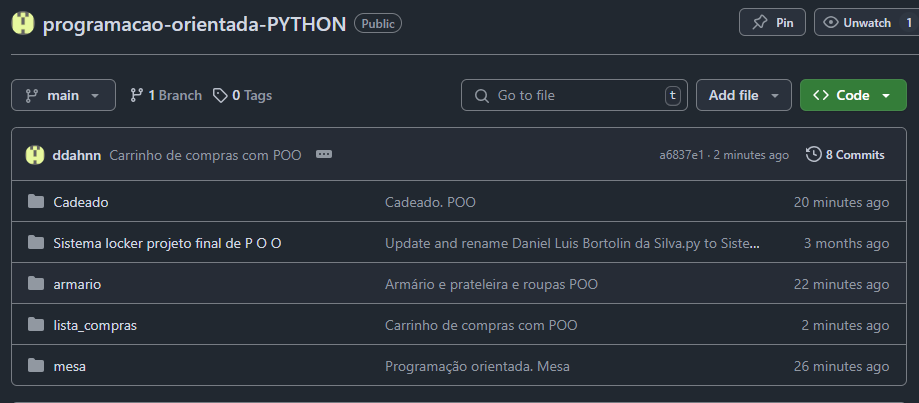 programacao-orientada-PYTHON Public Pin Unwatch 1
main 1 Branch 0 Tags Go to file t Add file Code
ddahnn Carrinho de compras com POO a6837e1 · 2 minutes ago 8 Commits
Cadeado Cadeado. POO 20 minutes ago
Sistema locker projeto final de P O O Update and rename Daniel Luis Bortolin da Silva.py to Siste... 3 months ago
armario Armário e prateleira e roupas POO 22 minutes ago
lista_compras Carrinho de compras com POO 2 minutes ago
mesa Programação orientada. Mesa 26 minutes ago